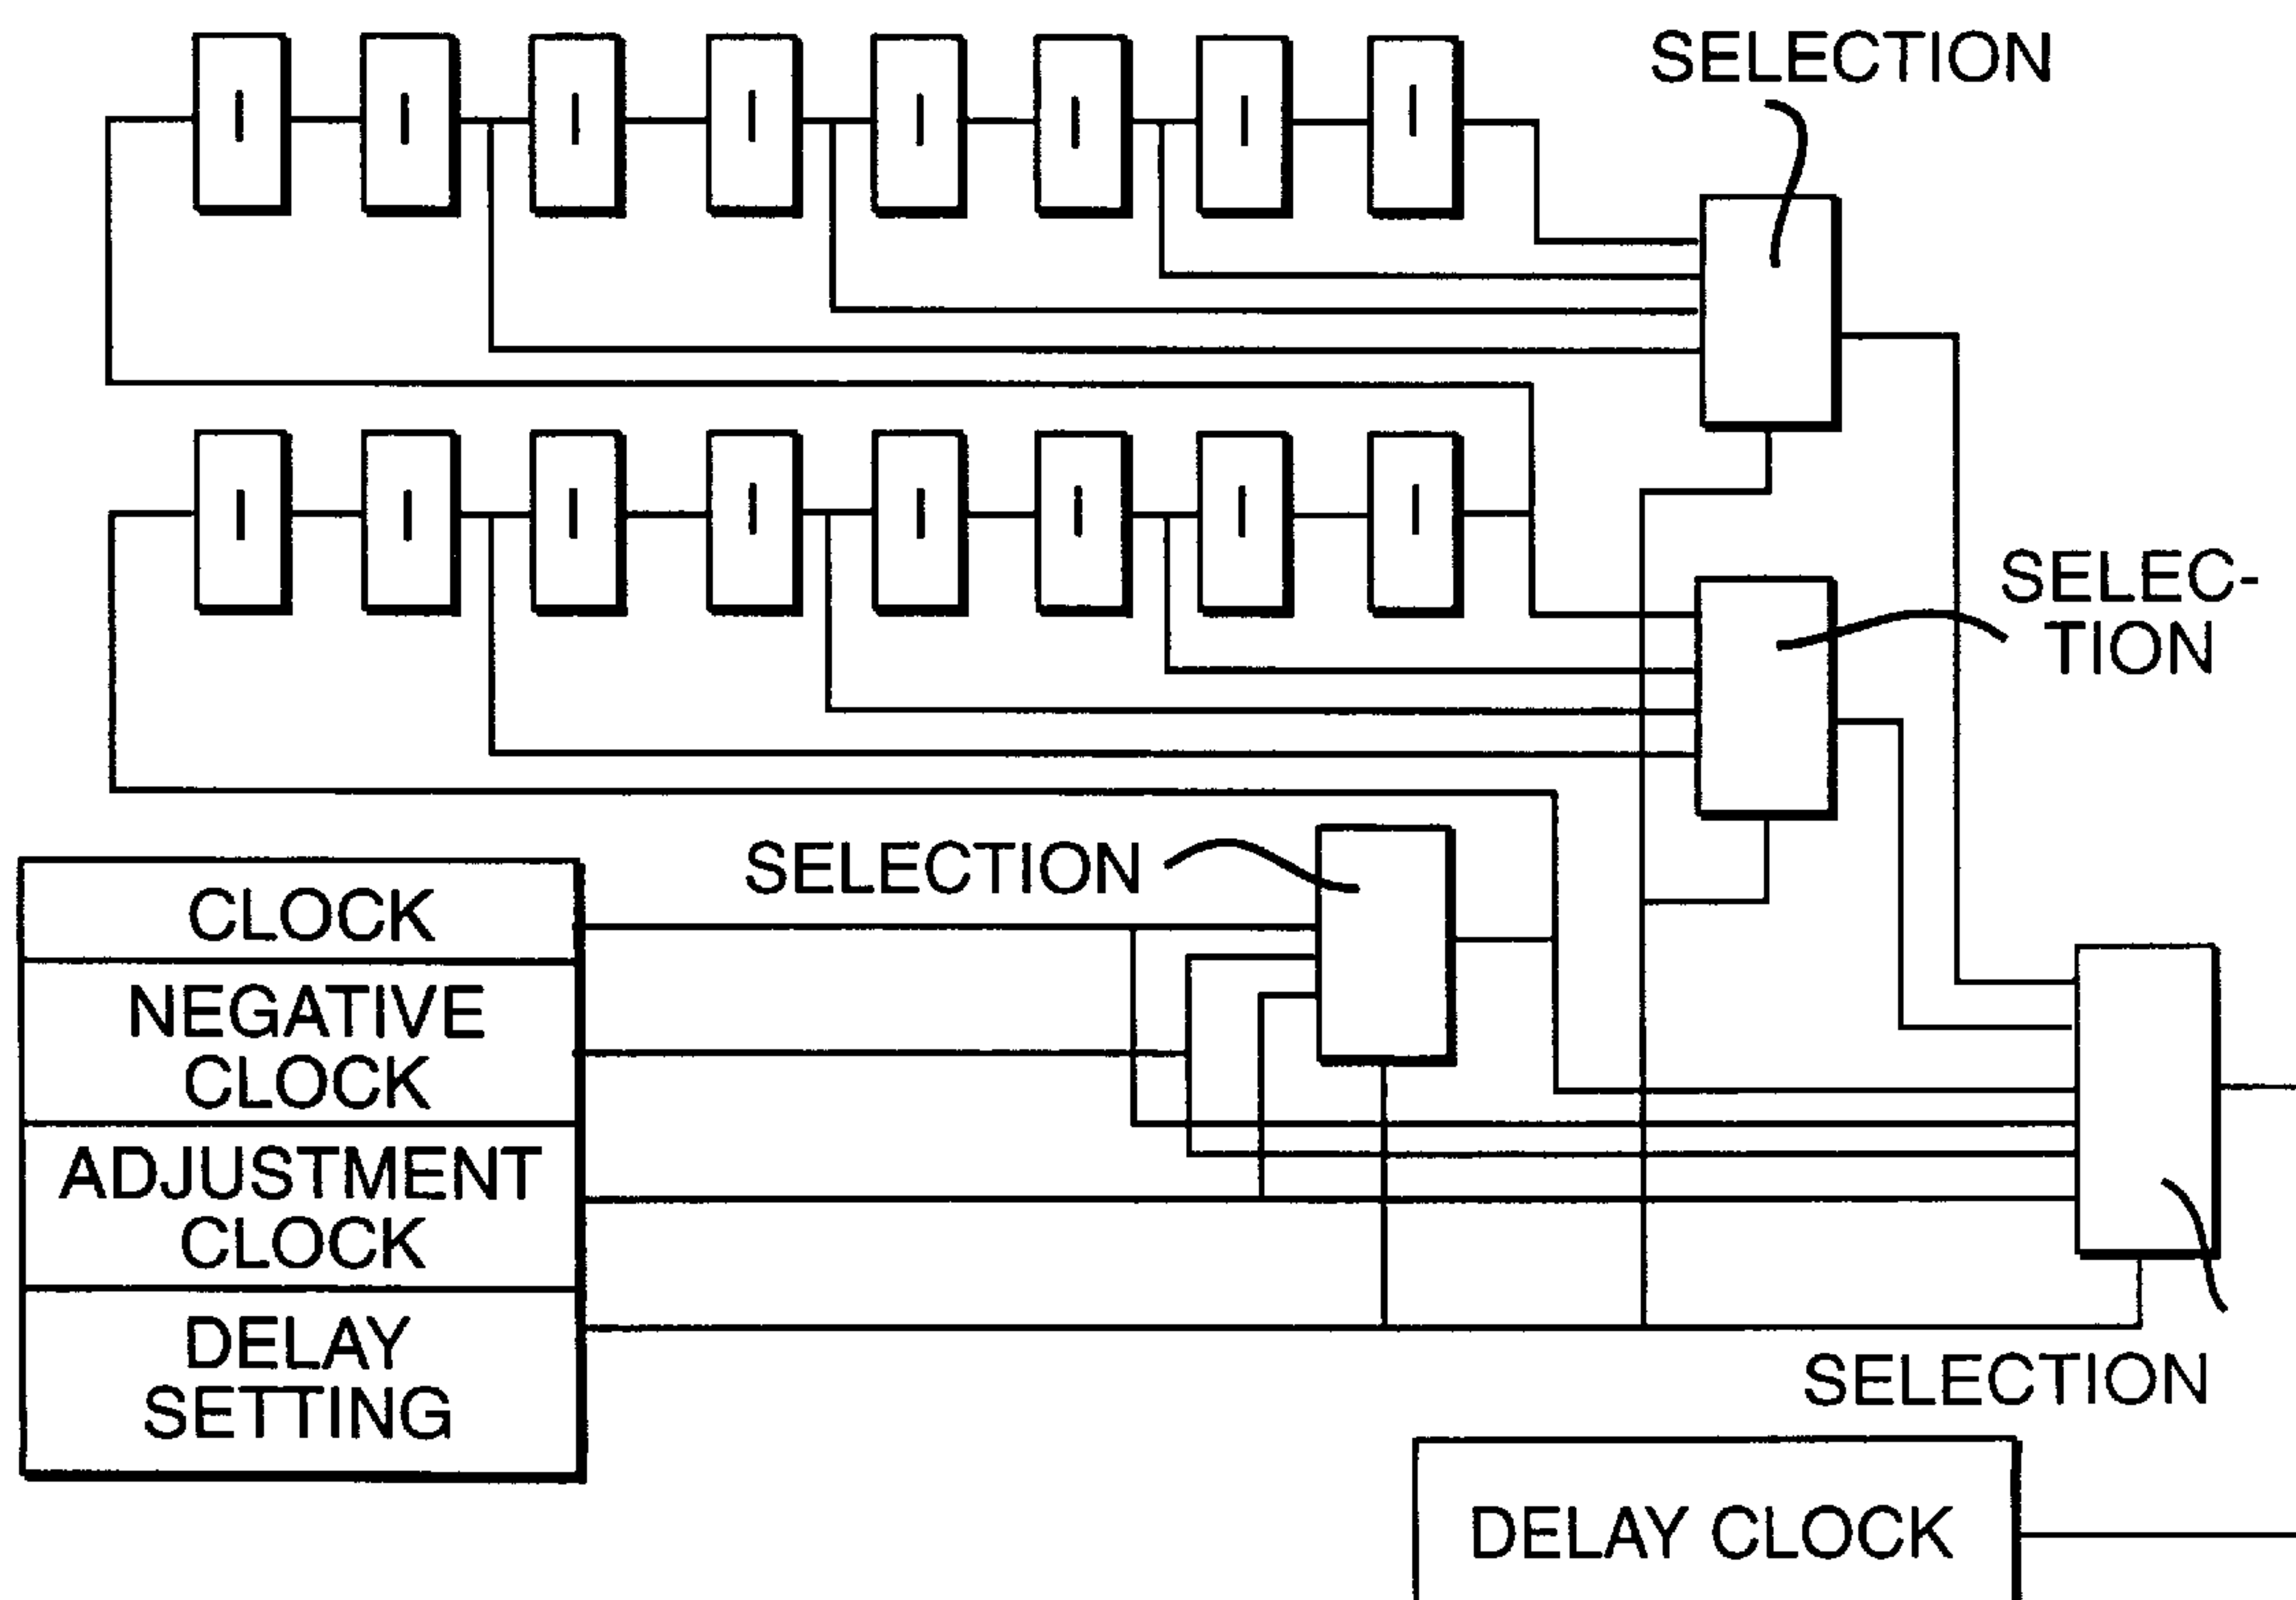 I I I I I I I I
SELECTION
I I I I I I I I
SELEC-
TION
SELECTION
CLOCK
NEGATIVE
CLOCK
ADJUSTMENT
CLOCK
DELAY
SETTING
SELECTION
DELAY CLOCK